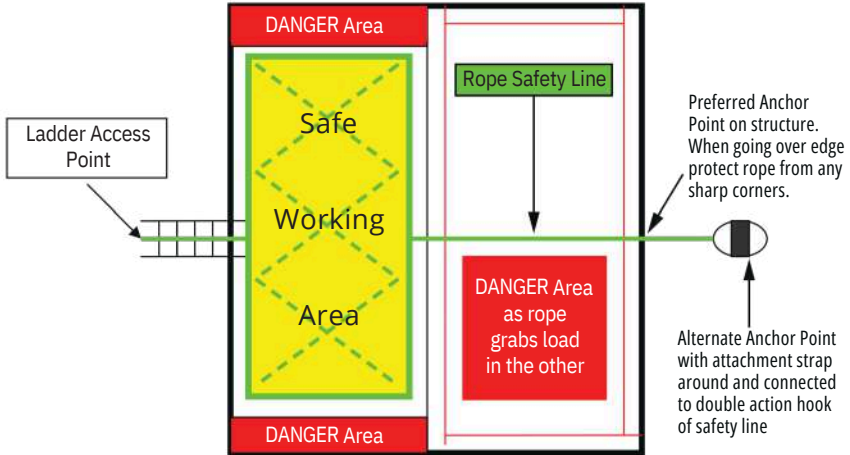 DANGER Area
Rope Safety Line
Ladder Access
Point
Safe
Working
Area
Preferred Anchor
Point on structure.
When going over edge
protect rope from any
sharp corners.
DANGER Area
as rope
grabs load
in the other
Alternate Anchor Point
with attachment strap
around and connected
to double action hook
of safety line
DANGER Area